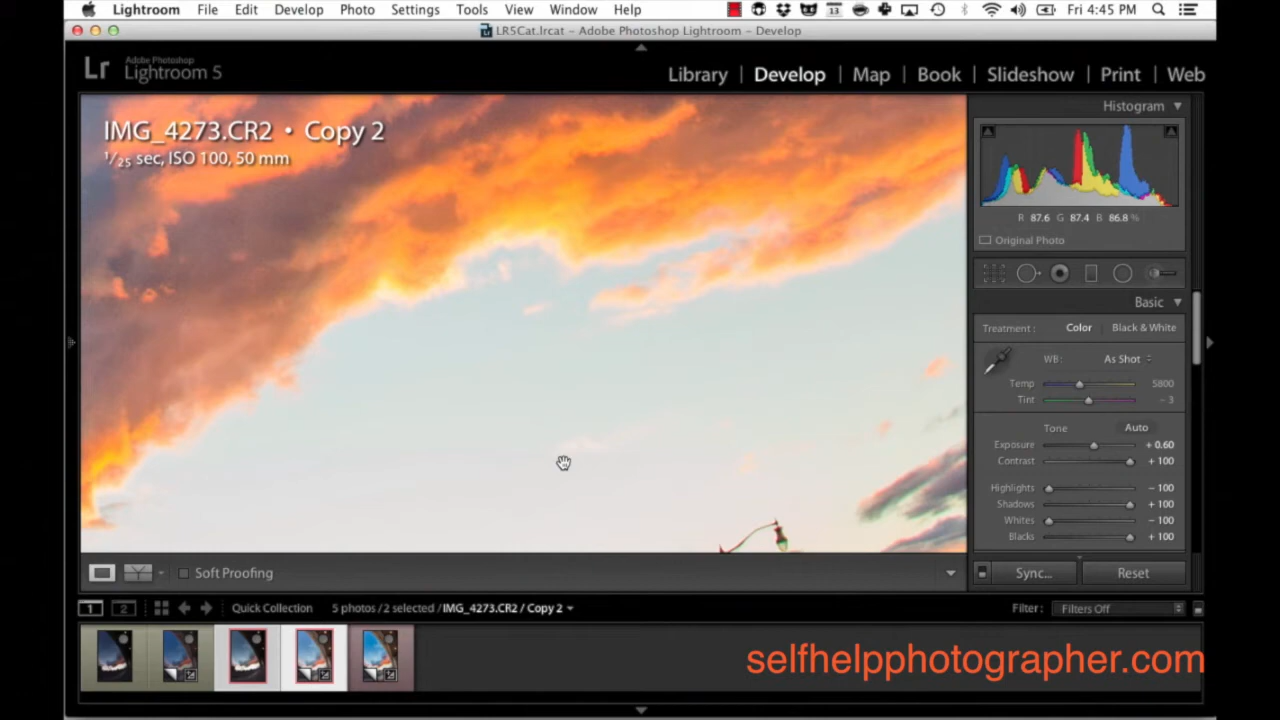 Lightroom File Edit Develop Photo Settings Tools View Window Help 13 Fri 4:45 PM
LR5Cat.lrcat – Adobe Photoshop Lightroom – Develop
Lr Adobe Photoshop Lightroom 5
Library | Develop | Map | Book | Slideshow | Print | Web
Histogram
IMG_4273.CR2 • Copy 2
1/25 sec, ISO 100, 50 mm
R 87.6 G 87.4 B 86.8 %
Original Photo
Basic
Treatment : Color | Black & White
WB : As Shot
Temp 5800
Tint – 3
Tone Auto
Exposure + 0.60
Contrast + 100
Highlights – 100
Shadows + 100
Whites – 100
Blacks + 100
Soft Proofing
Sync... Reset
1 2 Quick Collection 5 photos / 2 selected / IMG_4273.CR2 / Copy 2
Filter : Filters Off
selfhelpphotographer.com